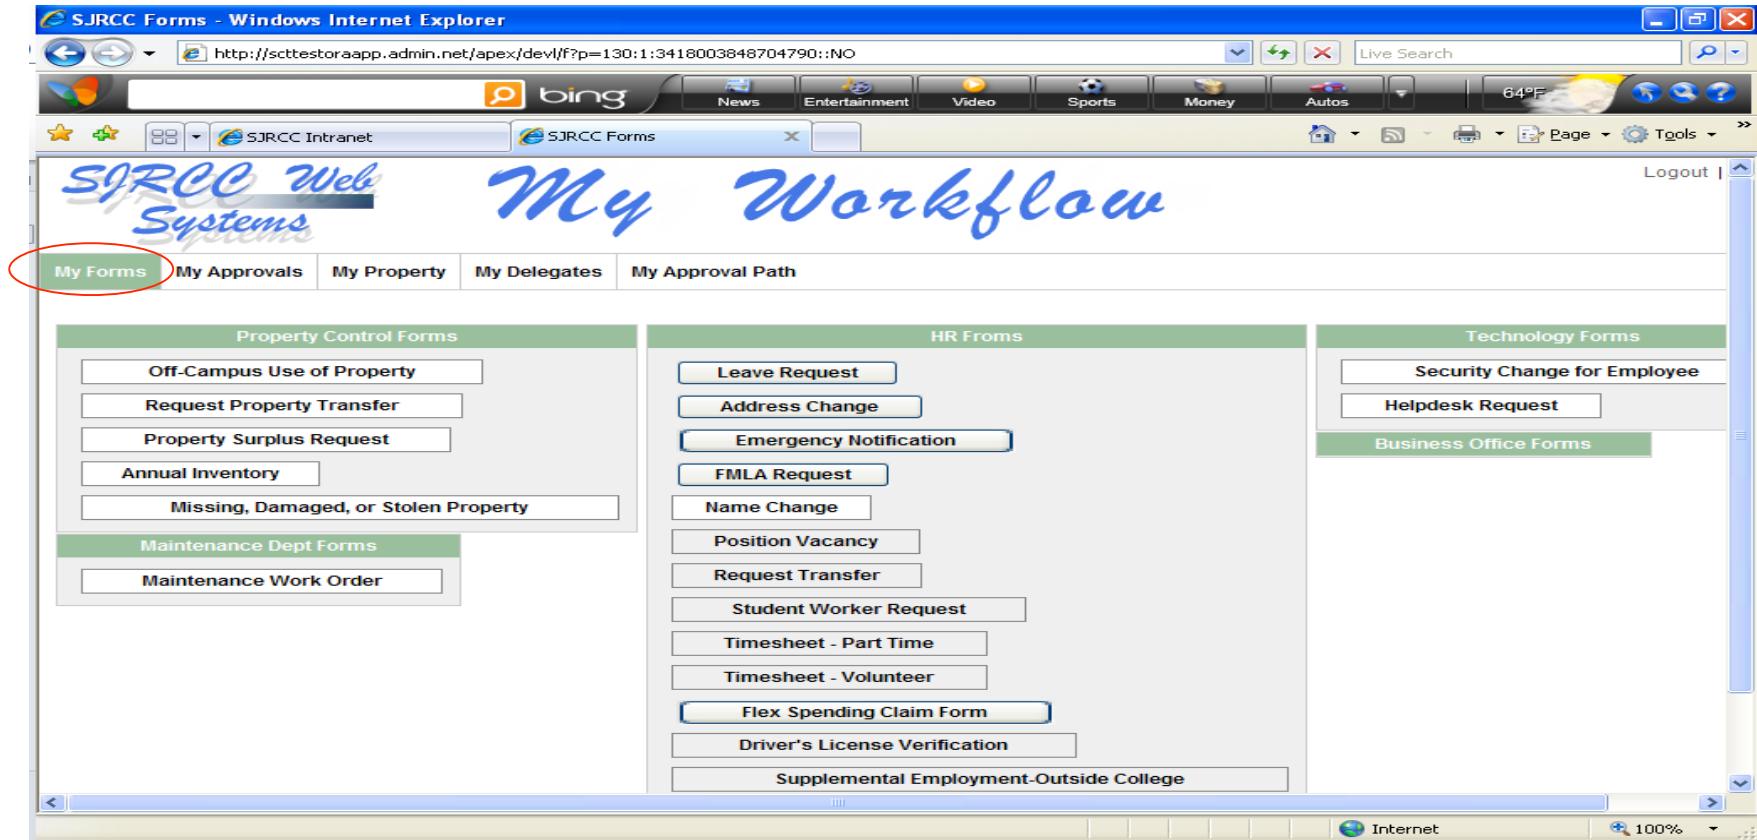 SJRCC Forms - Windows Internet Explorer
http://scttestoraapp.admin.net/apex/devl/f?p=130:1:3418003848704790::NO
Live Search
bing
News
Entertainment
Video
Sports
Money
Autos
64°F
SJRCC Intranet
SJRCC Forms
Page
Tools
SJRCC Web
Systems
My Workflow
Logout |
My Forms
My Approvals
My Property
My Delegates
My Approval Path
Property Control Forms
Off-Campus Use of Property
Request Property Transfer
Property Surplus Request
Annual Inventory
Missing, Damaged, or Stolen Property
Maintenance Dept Forms
Maintenance Work Order
HR Froms
Leave Request
Address Change
Emergency Notification
FMLA Request
Name Change
Position Vacancy
Request Transfer
Student Worker Request
Timesheet - Part Time
Timesheet - Volunteer
Flex Spending Claim Form
Driver's License Verification
Supplemental Employment-Outside College
Technology Forms
Security Change for Employee
Helpdesk Request
Business Office Forms
Internet
100%